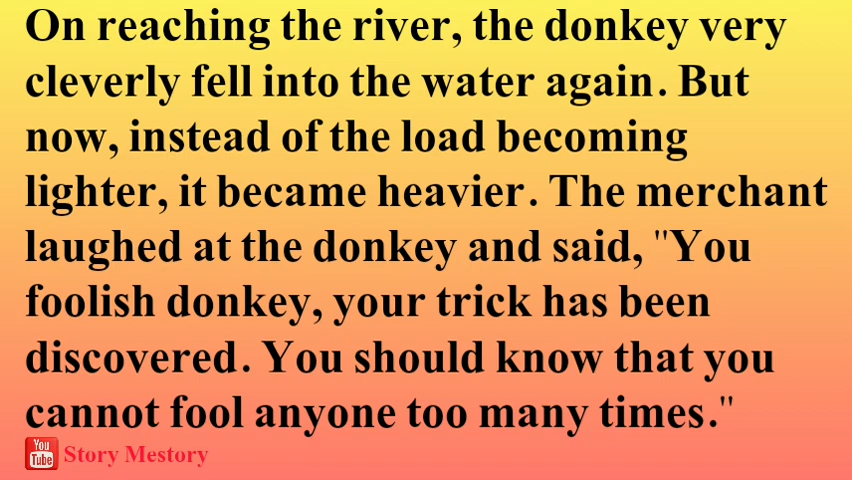 On reaching the river, the donkey very
cleverly fell into the water again. But
now, instead of the load becoming
lighter, it became heavier. The merchant
laughed at the donkey and said, "You
foolish donkey, your trick has been
discovered. You should know that you
cannot fool anyone too many times."
You
Tube
Story Mestory